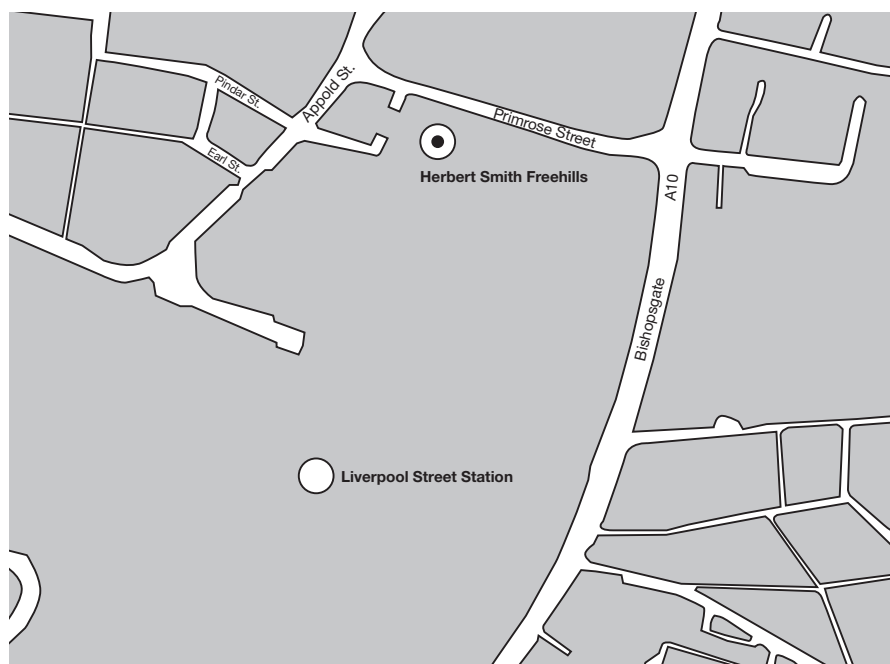 Pindar St.
Appold St.
Primrose Street
Earl St.
Herbert Smith Freehills
A10
Bishopsgate
Liverpool Street Station